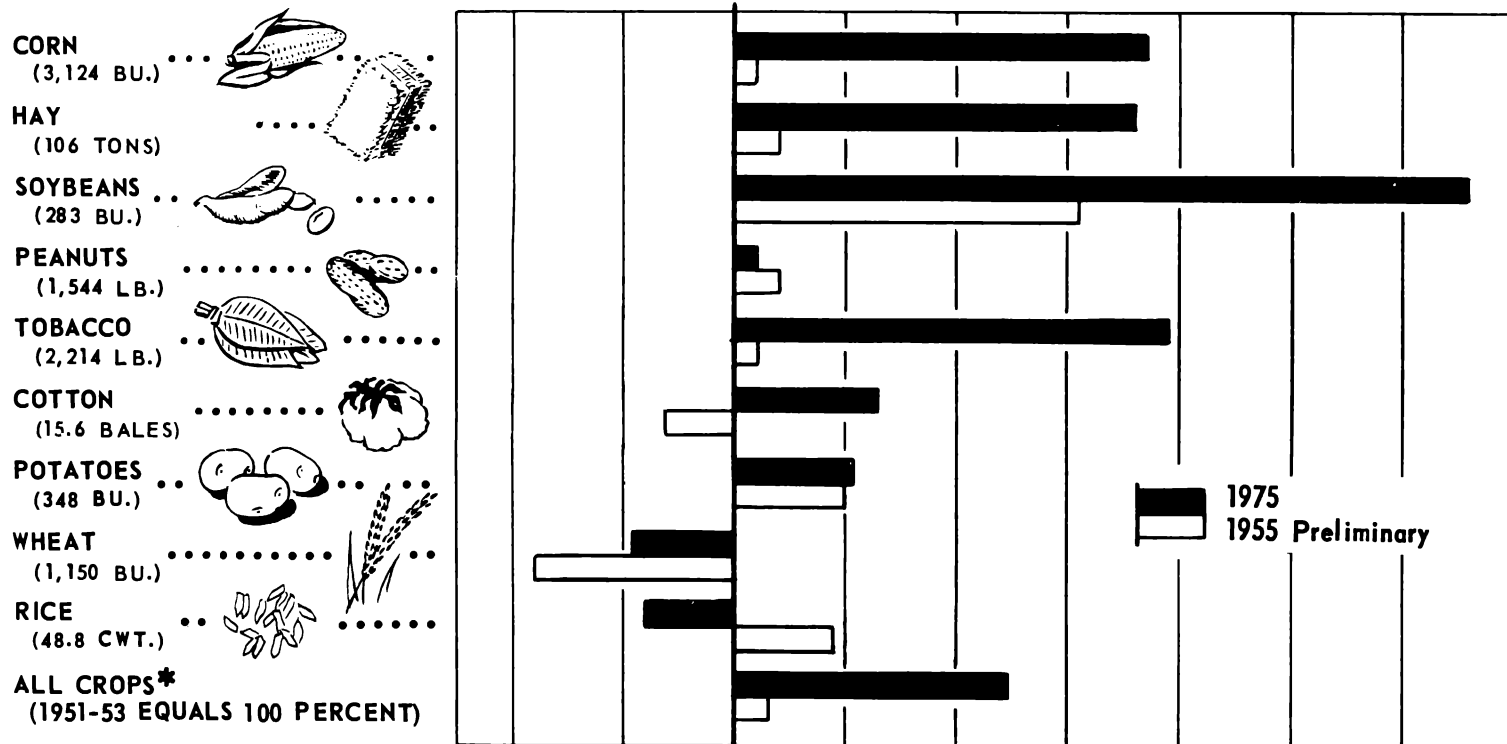 CORN
(3,124 BU.)
HAY
(106 TONS)
SOYBEANS
(283 BU.)
PEANUTS
(1,544 LB.)
TOBACCO
(2,214 LB.)
COTTON
(15.6 BALES)
POTATOES
(348 BU.)
WHEAT
(1,150 BU.)
RICE
(48.8 CWT.)
ALL CROPS*
(1951-53 EQUALS 100 PERCENT)
1975
1955 Preliminary